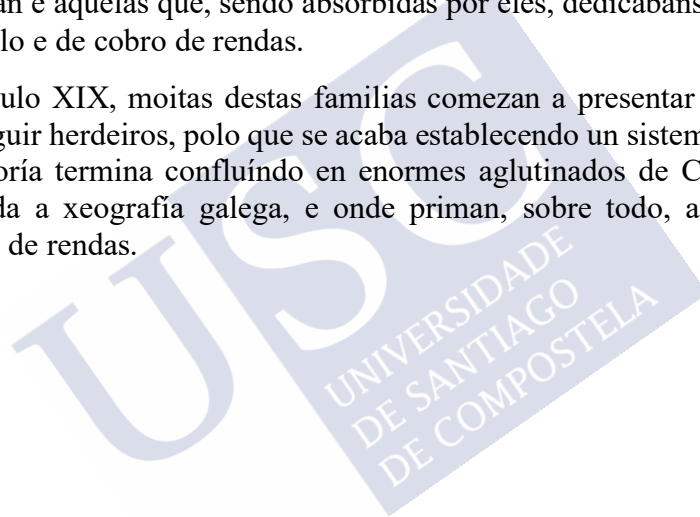 an e aquelas que, sendo absorbidas por eles, dedicábans
lo e de cobro de rendas.
ulo XIX, moitas destas familias comezan a presentar
guir herdeiros, polo que se acaba establecendo un sistem
oría termina confluíndo en enormes aglutinados de C
da a xeografía galega, e onde priman, sobre todo, a
de rendas.
USC
UNIVERSIDADE
DE SANTIAGO
DE COMPOSTELA